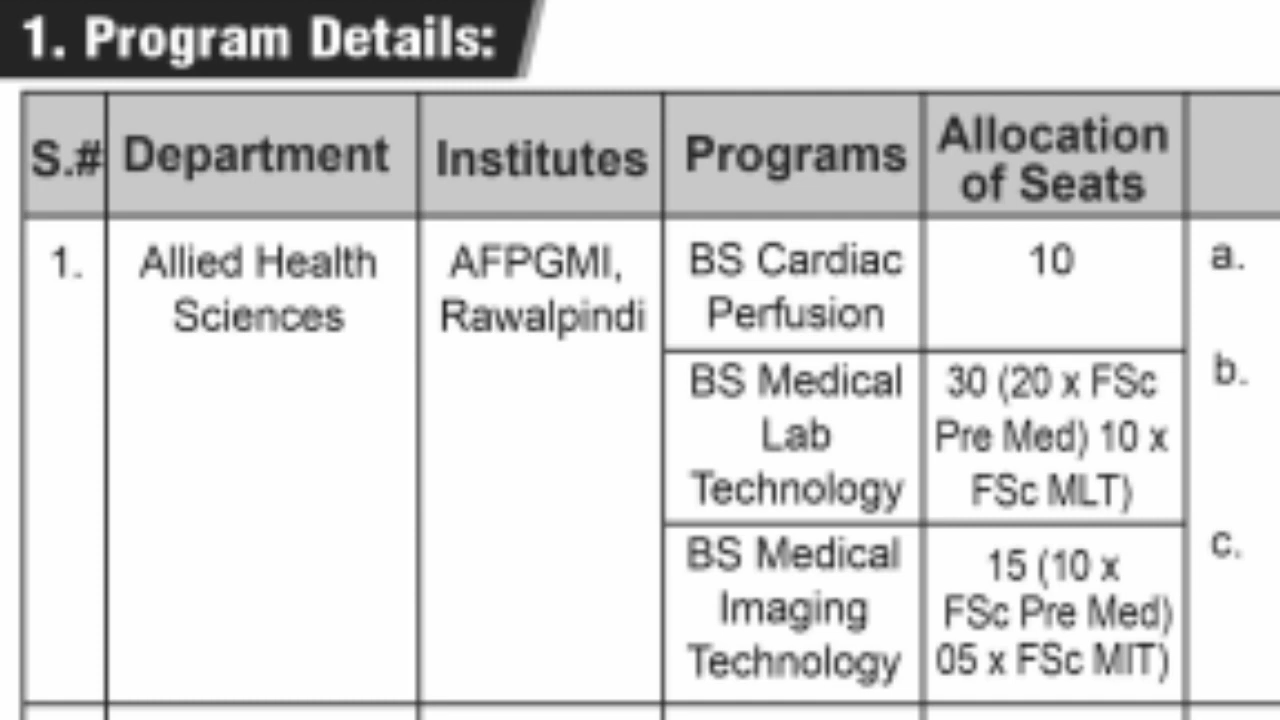 1. Program Details:
S.# Department Institutes Programs Allocation of Seats
1. Allied Health Sciences AFPGMI, Rawalpindi BS Cardiac Perfusion 10 a.
BS Medical Lab Technology 30 (20 x FSc Pre Med) 10 x FSc MLT) b.
BS Medical Imaging Technology 15 (10 x FSc Pre Med) 05 x FSc MIT) c.